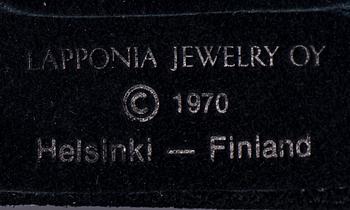 LAPPONIA JEWELRY OY
© 1970
Helsinki — Finland